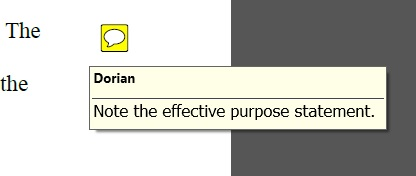 The
Dorian
the
Note the effective purpose statement.